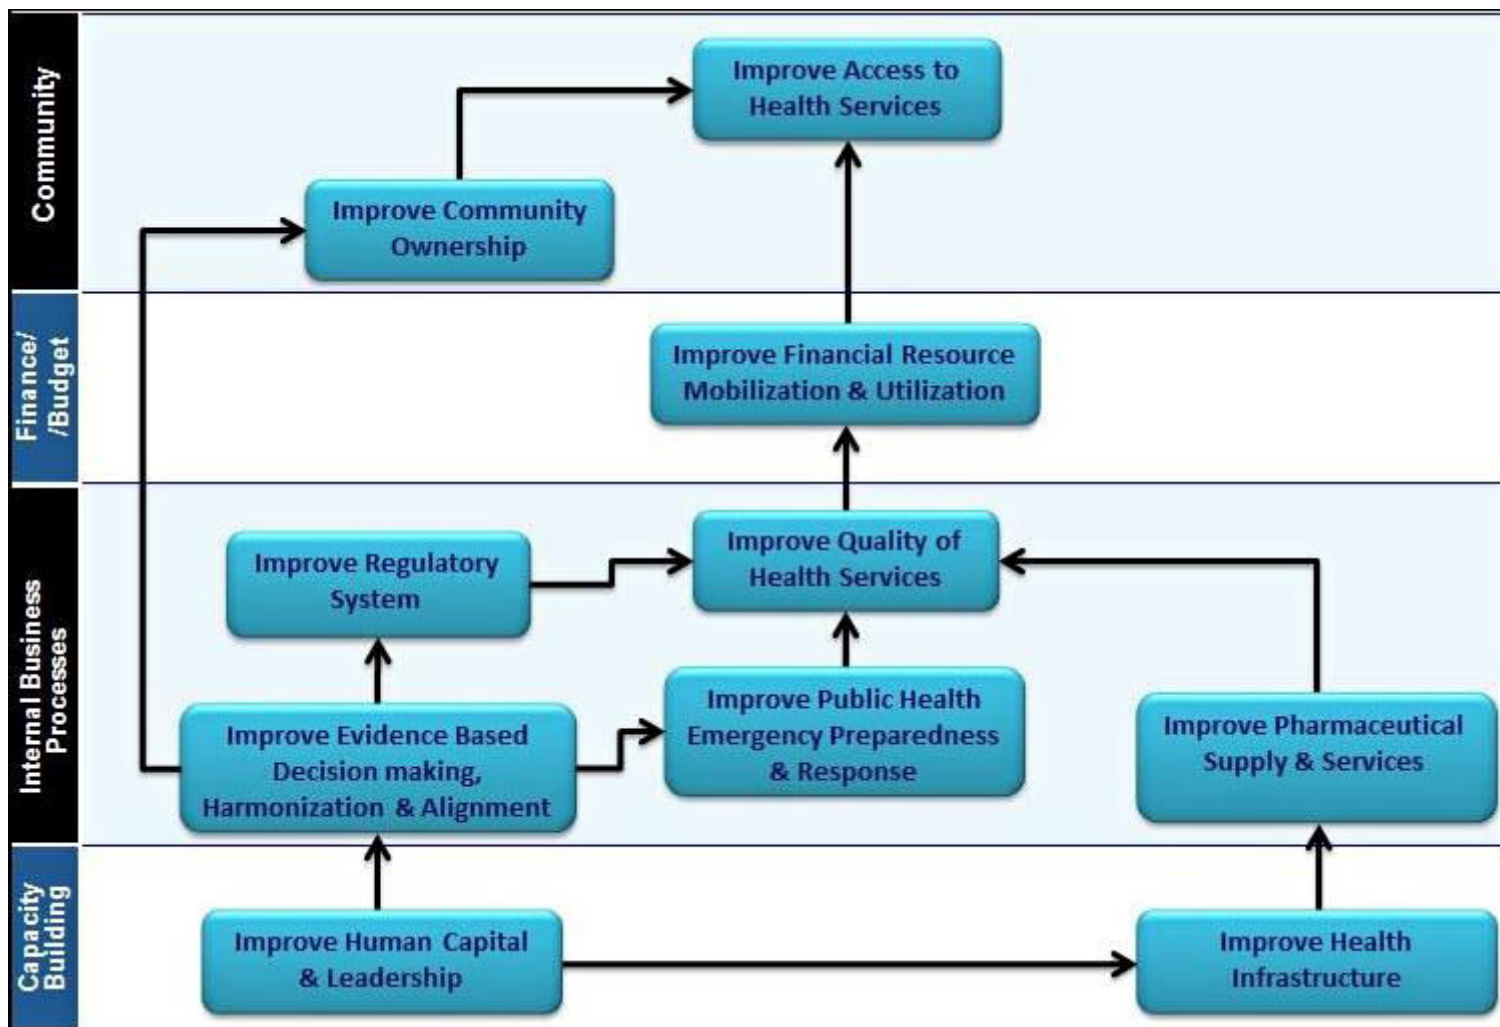 Community
Improve Access to
Health Services
Improve Community
Ownership
Finance/
/Budget
Improve Financial Resource
Mobilization & Utilization
Internal Business
Processes
Improve Regulatory
System
Improve Quality of
Health Services
Improve Evidence Based
Decision making,
Harmonization & Alignment
Improve Public Health
Emergency Preparedness
& Response
Improve Pharmaceutical
Supply & Services
Capacity
Building
Improve Human Capital
& Leadership
Improve Health
Infrastructure